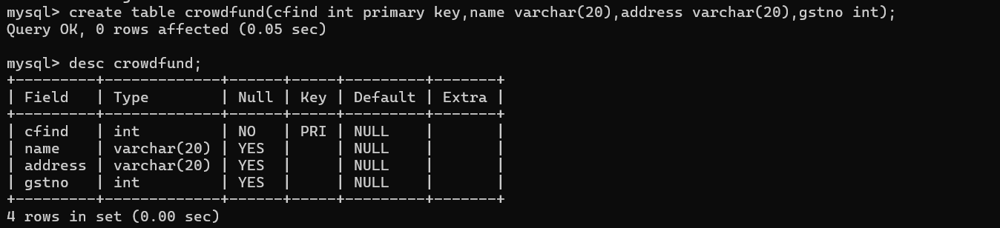 mysql> create table crowdfund(cfind int primary key,name varchar(20),address varchar(20),gstno int);
Query OK, 0 rows affected (0.05 sec)
mysql> desc crowdfund;
+---------+-------------+------+-----+---------+-------+
| Field   | Type        | Null | Key | Default | Extra |
+---------+-------------+------+-----+---------+-------+
| cfind   | int         | NO   | PRI | NULL    |       |
| name    | varchar(20) | YES  |     | NULL    |       |
| address | varchar(20) | YES  |     | NULL    |       |
| gstno   | int         | YES  |     | NULL    |       |
+---------+-------------+------+-----+---------+-------+
4 rows in set (0.00 sec)